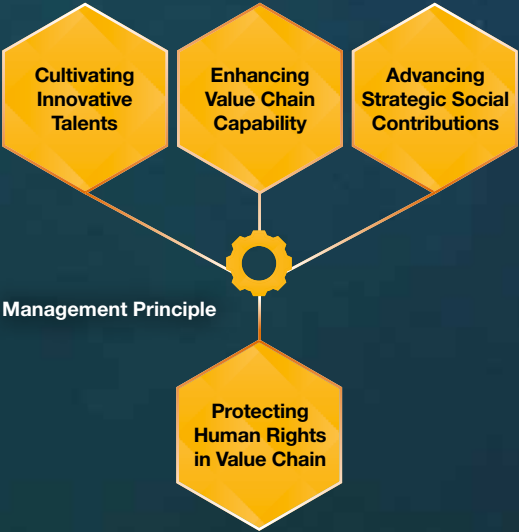 Cultivating
Innovative
Talents
Enhancing
Value Chain
Capability
Advancing
Strategic Social
Contributions
Management Principle
Protecting
Human Rights
in Value Chain